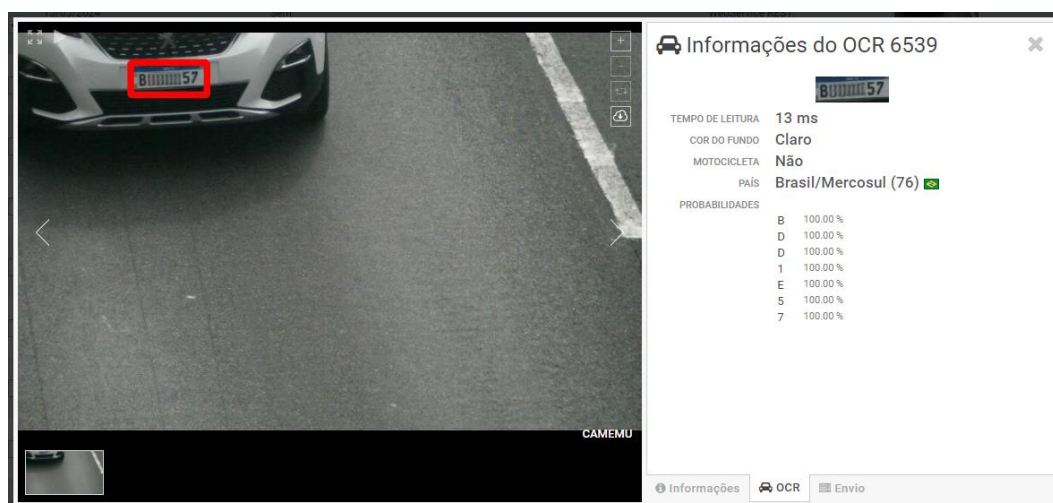 BIIIIIIII57
CAMEMU
Informações do OCR 6539
TEMPO DE LEITURA 13 ms
COR DO FUNDO Claro
MOTOCICLETA Não
PAÍS Brasil/Mercosul (76)
PROBABILIDADES
B 100.00 %
D 100.00 %
D 100.00 %
1 100.00 %
E 100.00 %
5 100.00 %
7 100.00 %
Informações OCR Envio